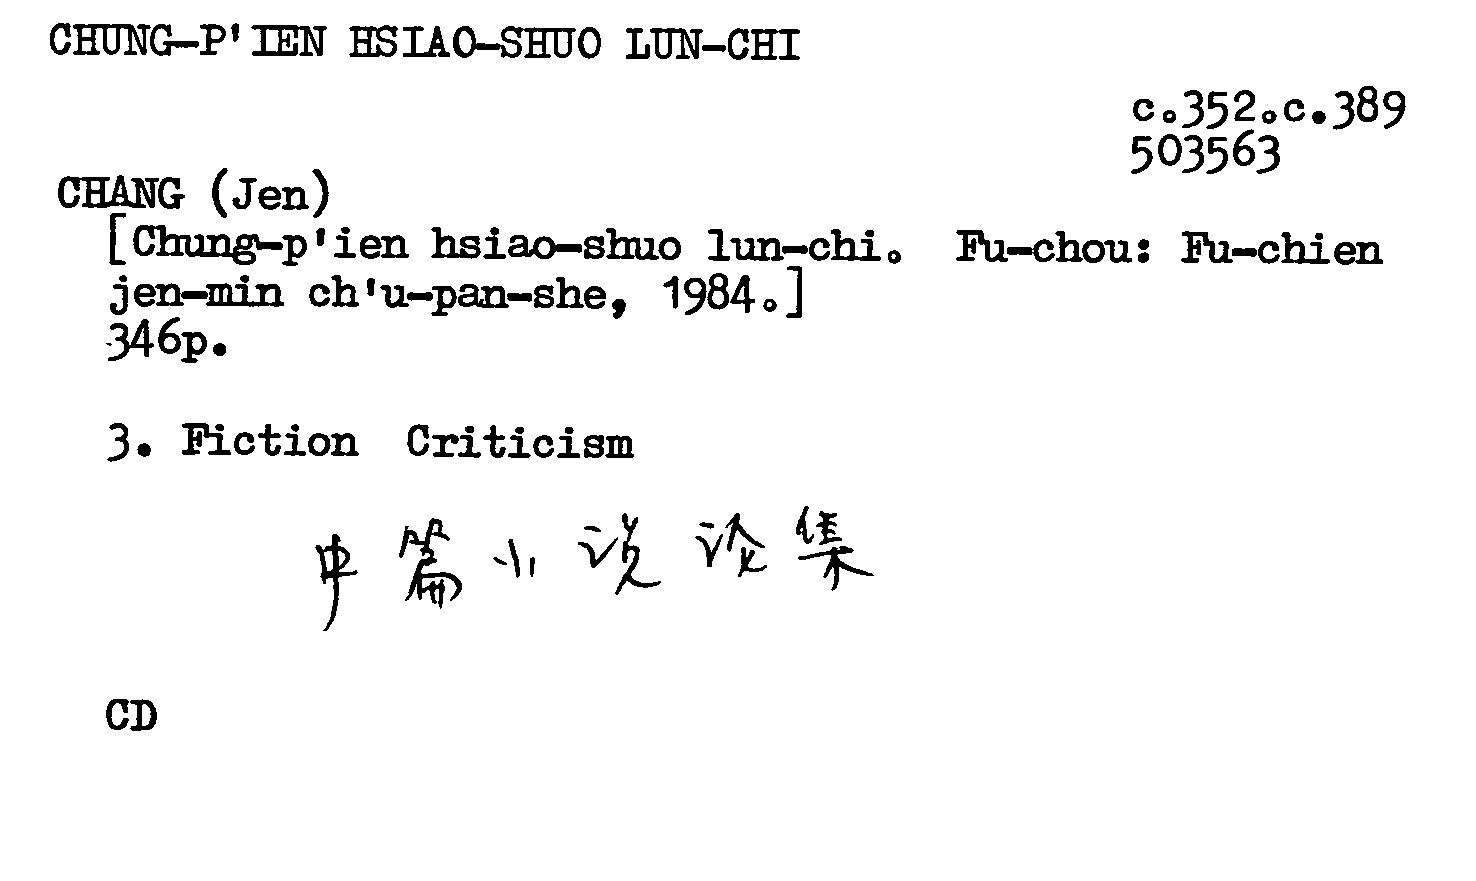 CHUNG-P'IEN HSIAO-SHUO LUN-CHI
c.352.c.389
503563
CHANG (Jen)
[Chung-p'ien hsiao-shuo lun-chi. Fu-chou: Fu-chien
jen-min ch'u-pan-she, 1984.]
346p.
3. Fiction Criticism
中篇小说论集
CD